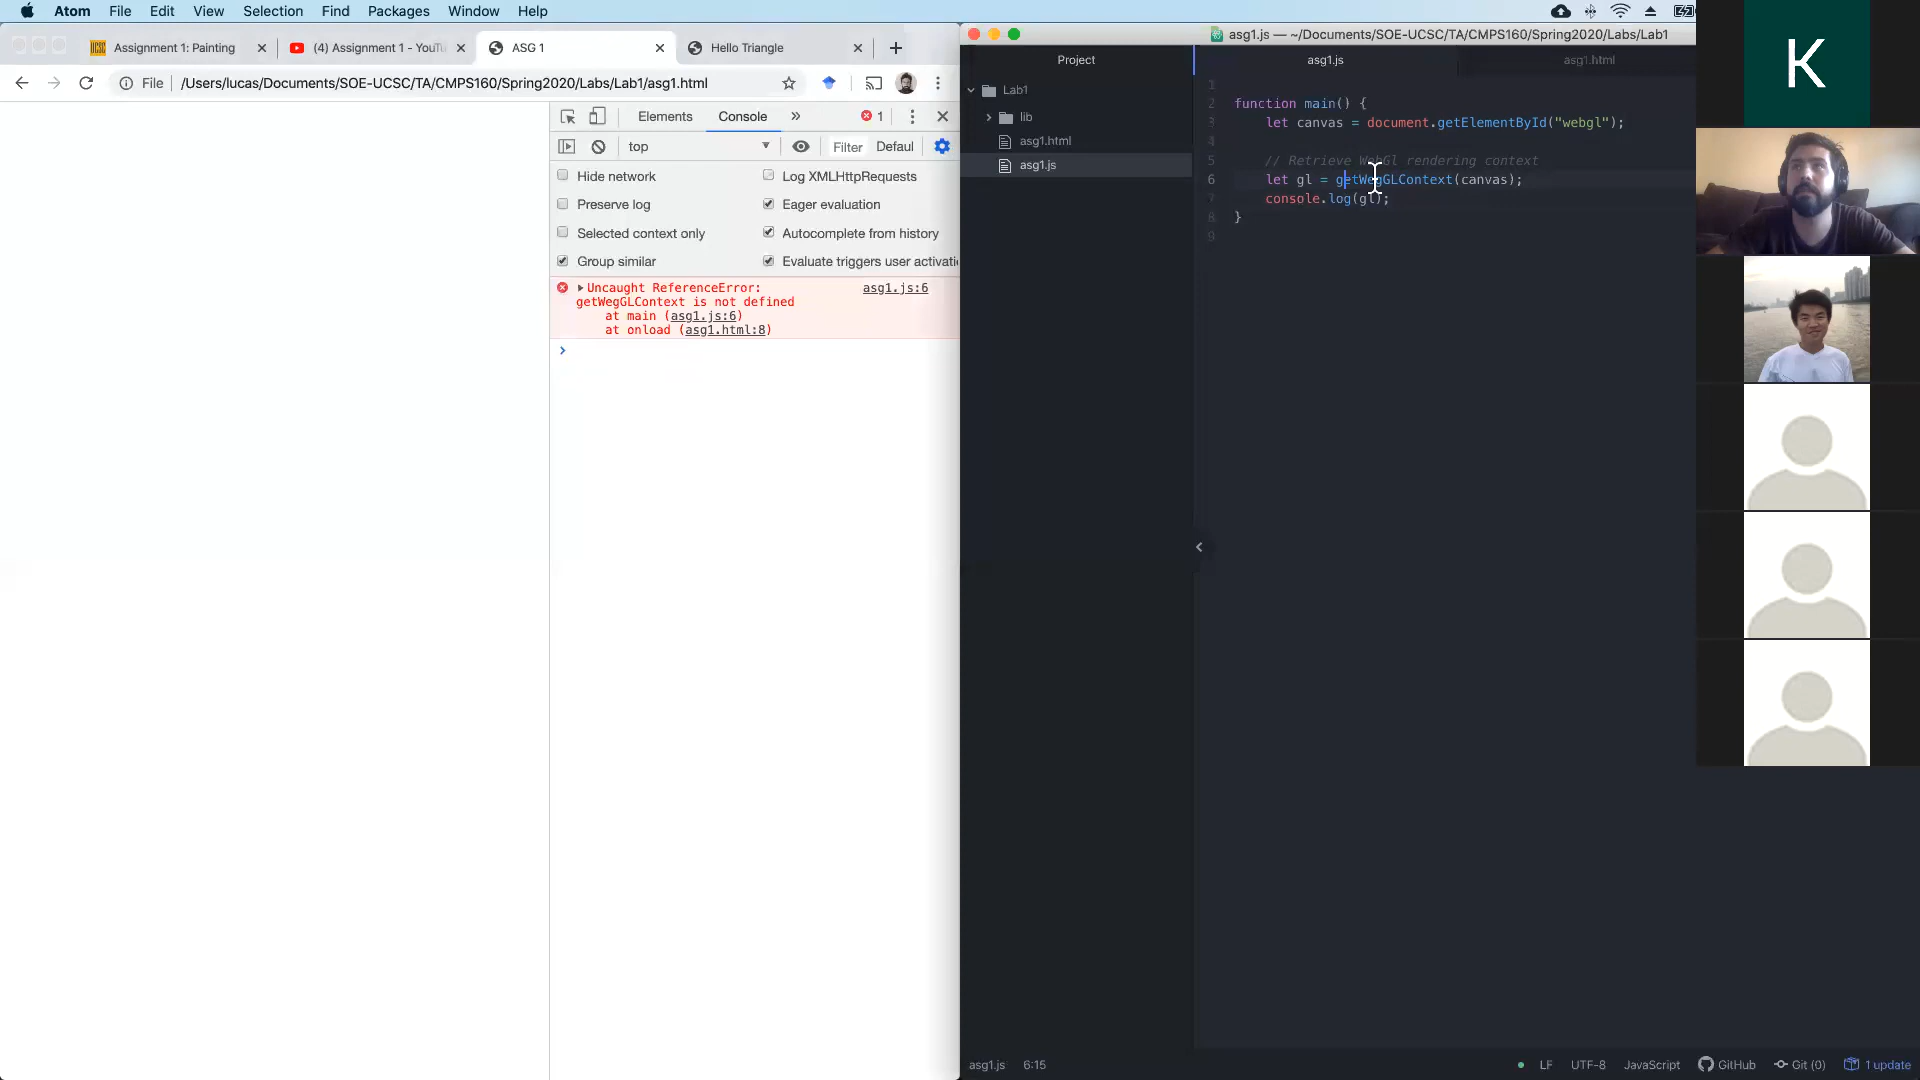 Atom File Edit View Selection Find Packages Window Help
Assignment 1: Painting
(4) Assignment 1 - YouTu
ASG 1
Hello Triangle
File /Users/lucas/Documents/SOE-UCSC/TA/CMPS160/Spring2020/Labs/Lab1/asg1.html
Elements Console » 1
top Filter Defaul
Hide network Log XMLHttpRequests
Preserve log Eager evaluation
Selected context only Autocomplete from history
Group similar Evaluate triggers user activati
Uncaught ReferenceError: asg1.js:6
getWegGLContext is not defined
at main (asg1.js:6)
at onload (asg1.html:8)
asg1.js — ~/Documents/SOE-UCSC/TA/CMPS160/Spring2020/Labs/Lab1
Project
Lab1
lib
asg1.html
asg1.js
asg1.js asg1.html
1
2 function main() {
3 let canvas = document.getElementById("webgl");
4
5 // Retrieve WebGl rendering context
6 let gl = getWegGLContext(canvas);
7 console.log(gl);
8 }
9
asg1.js 6:15
LF UTF-8 JavaScript GitHub Git (0) 1 update
K